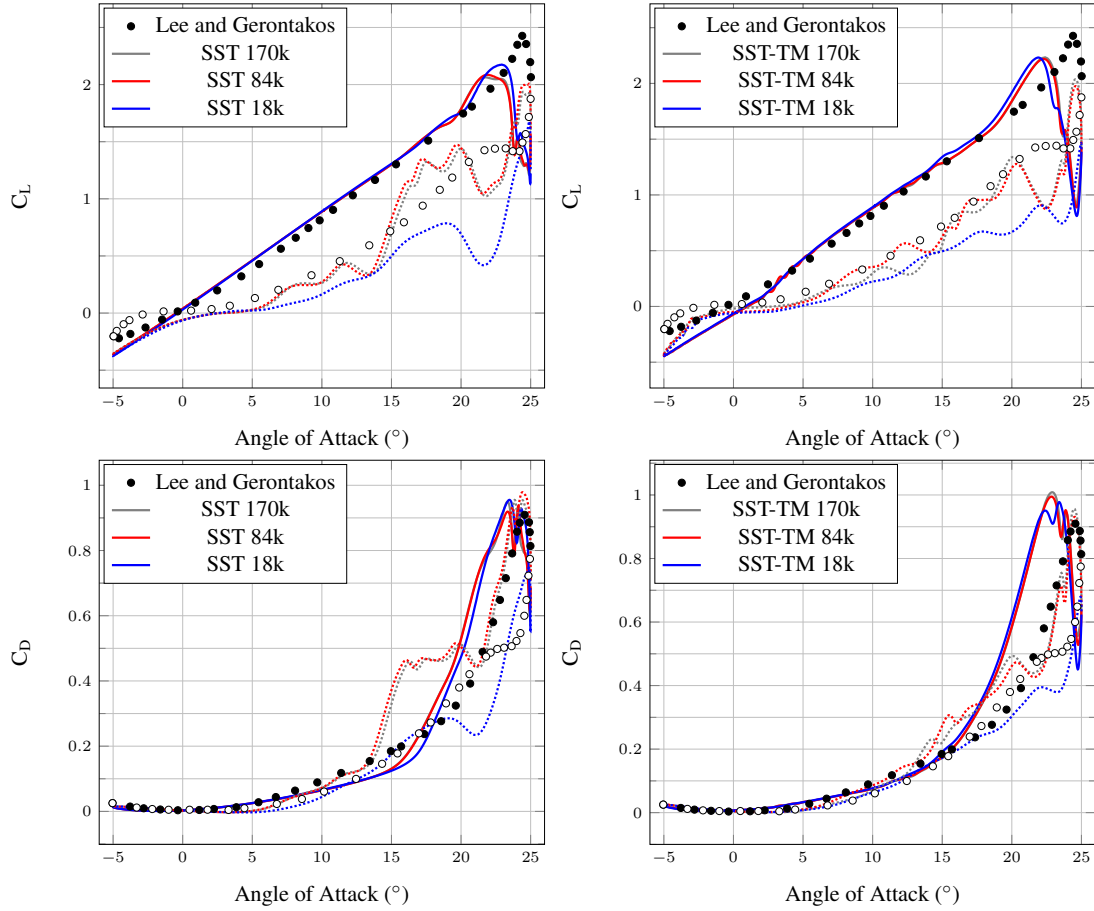 Lee and Gerontakos
SST 170k
SST 84k
SST 18k
2
1
0
C_L
−5 0 5 10 15 20 25
Angle of Attack (°)
Lee and Gerontakos
SST-TM 170k
SST-TM 84k
SST-TM 18k
2
1
0
C_L
−5 0 5 10 15 20 25
Angle of Attack (°)
Lee and Gerontakos
SST 170k
SST 84k
SST 18k
1
0.8
0.6
0.4
0.2
0
C_D
−5 0 5 10 15 20 25
Angle of Attack (°)
Lee and Gerontakos
SST-TM 170k
SST-TM 84k
SST-TM 18k
1
0.8
0.6
0.4
0.2
0
C_D
−5 0 5 10 15 20 25
Angle of Attack (°)